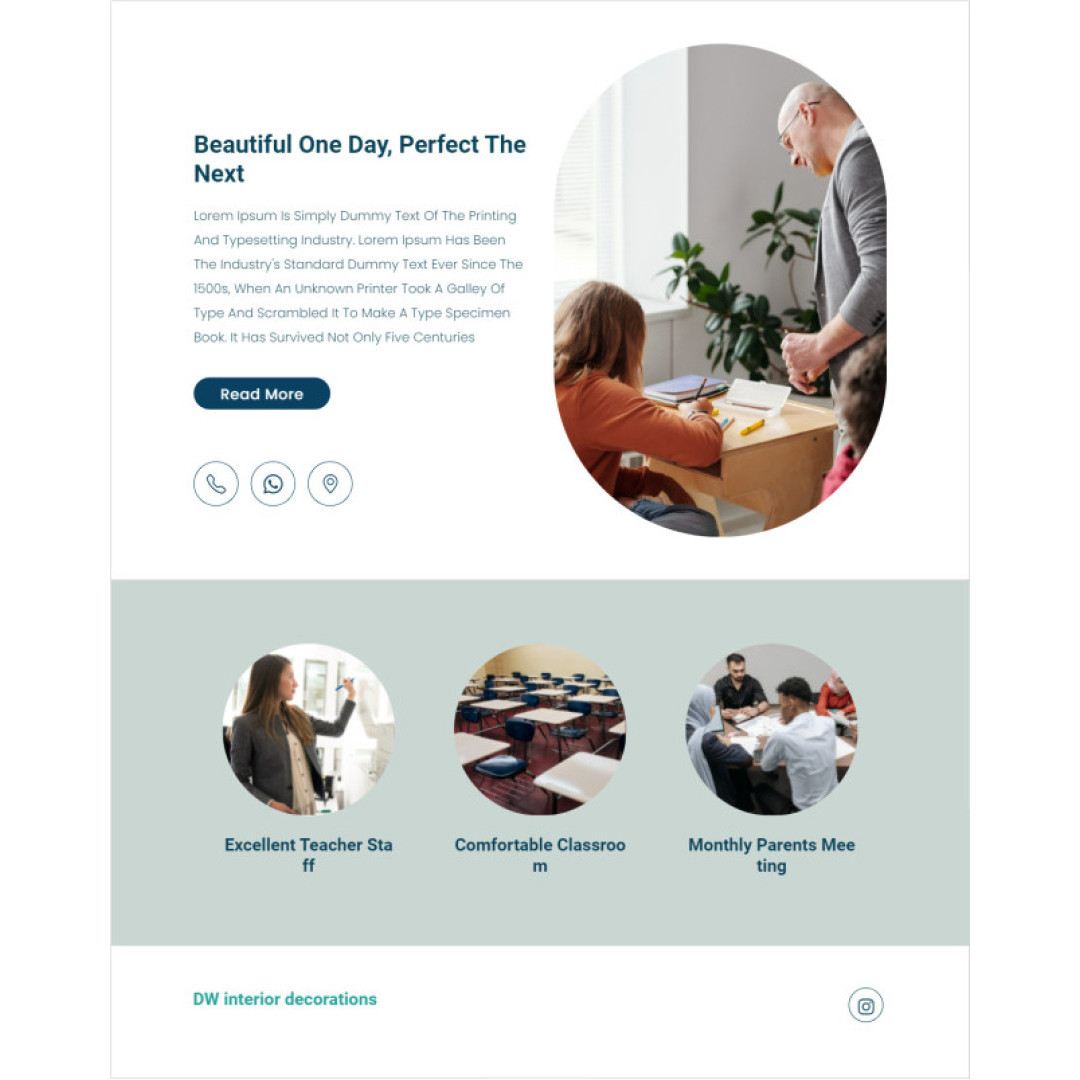 Beautiful One Day, Perfect The
Next
Lorem Ipsum Is Simply Dummy Text Of The Printing
And Typesetting Industry. Lorem Ipsum Has Been
The Industry's Standard Dummy Text Ever Since The
1500s, When An Unknown Printer Took A Galley Of
Type And Scrambled It To Make A Type Specimen
Book. It Has Survived Not Only Five Centuries
Read More
Excellent Teacher Sta
ff
Comfortable Classroo
m
Monthly Parents Mee
ting
DW interior decorations